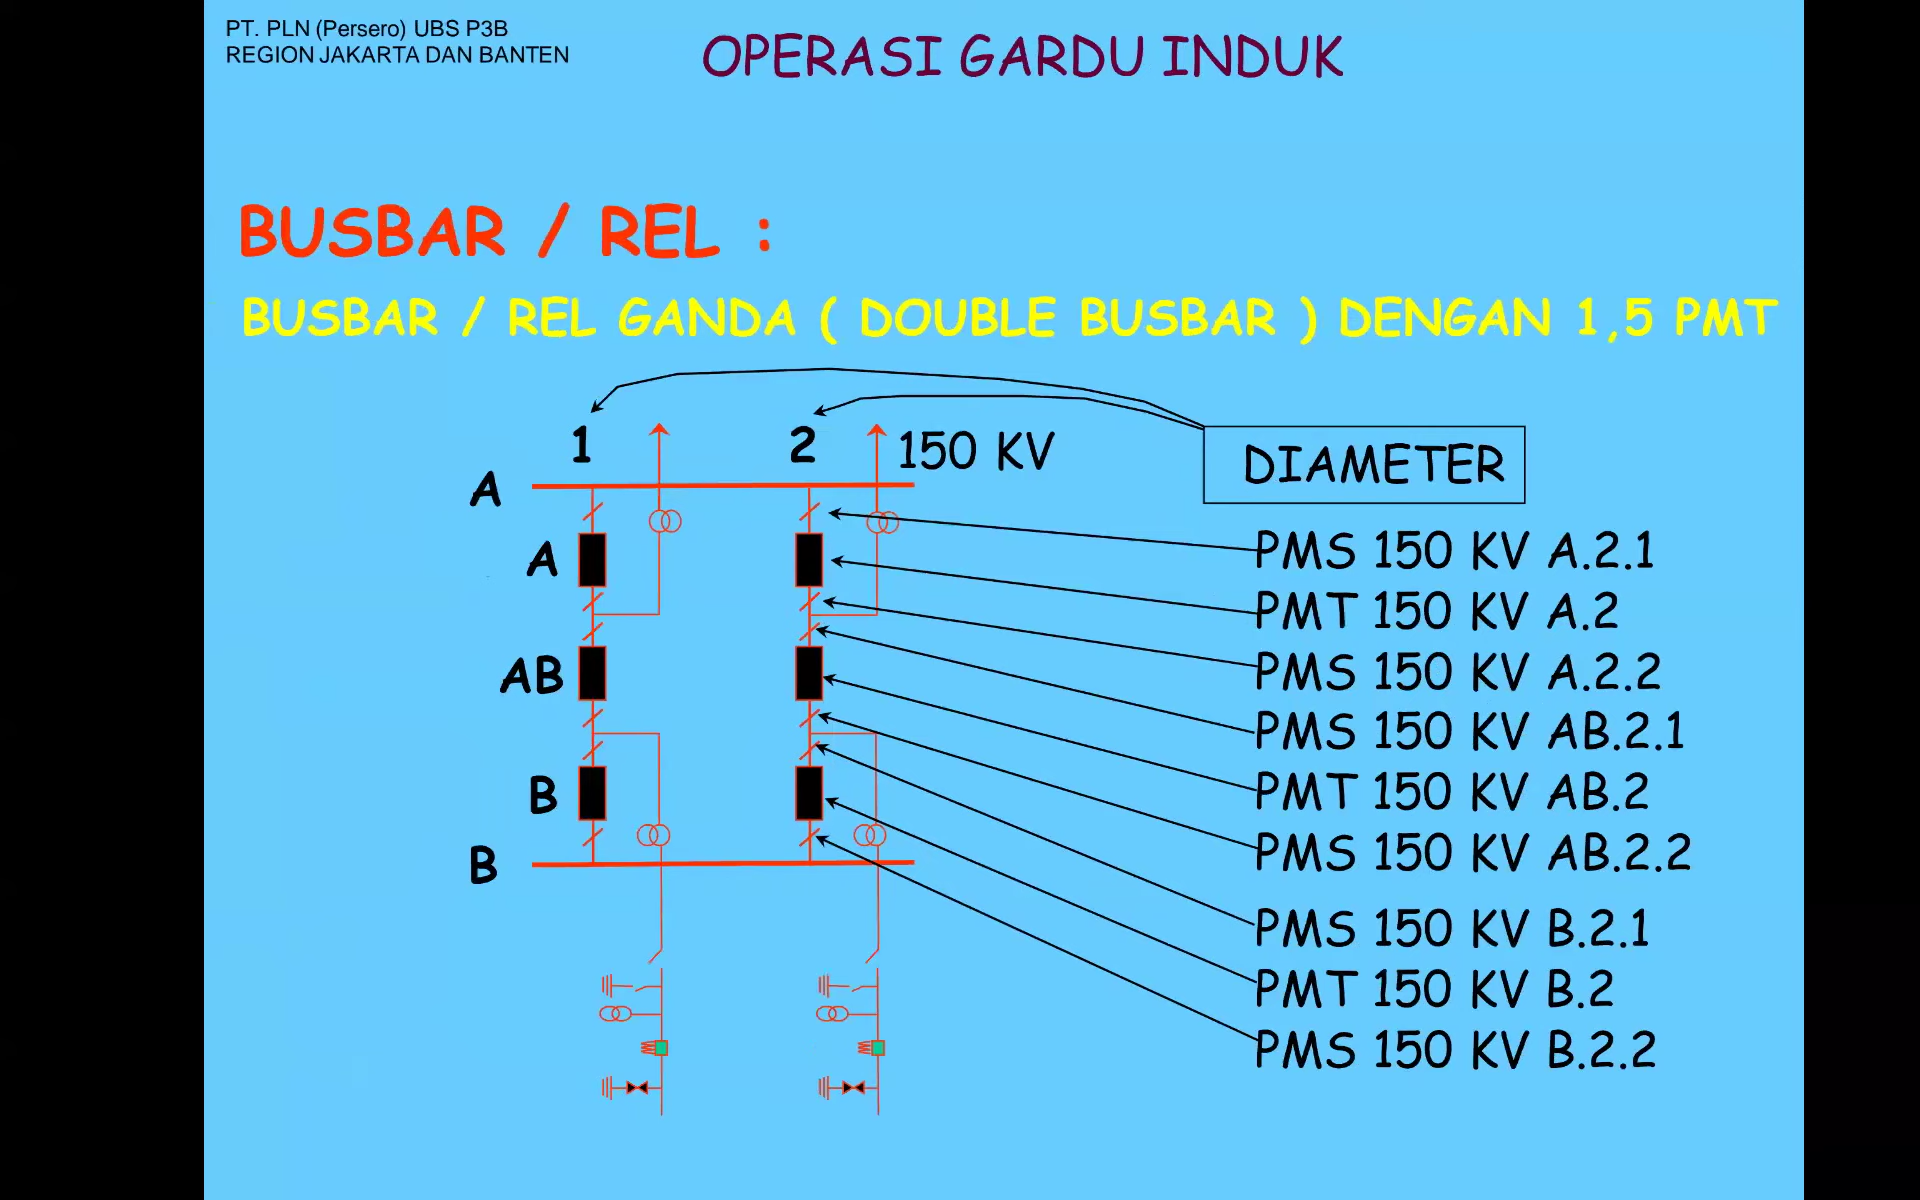 PT. PLN (Persero) UBS P3B
REGION JAKARTA DAN BANTEN
OPERASI GARDU INDUK
BUSBAR / REL :
BUSBAR / REL GANDA ( DOUBLE BUSBAR ) DENGAN 1,5 PMT
1
2
150 KV
DIAMETER
A
A
AB
B
B
PMS 150 KV A.2.1
PMT 150 KV A.2
PMS 150 KV A.2.2
PMS 150 KV AB.2.1
PMT 150 KV AB.2
PMS 150 KV AB.2.2
PMS 150 KV B.2.1
PMT 150 KV B.2
PMS 150 KV B.2.2